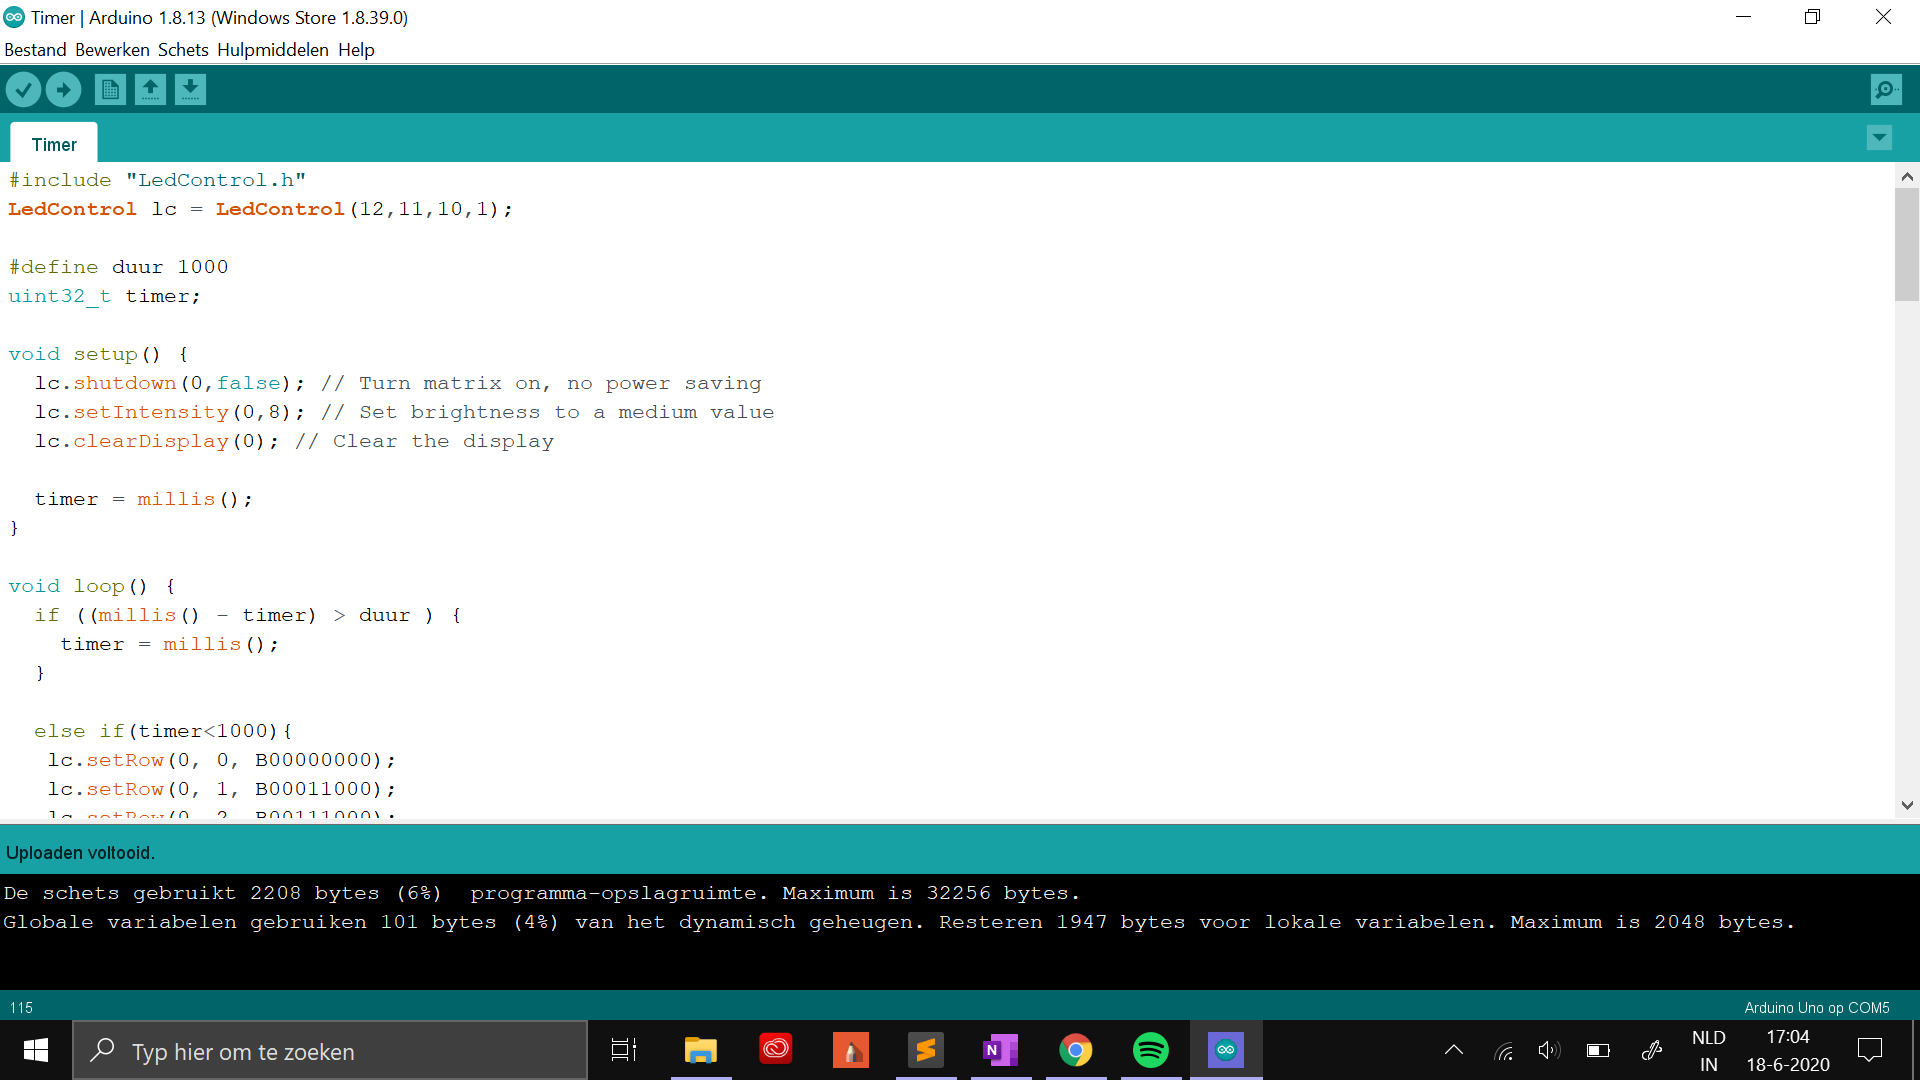 Timer | Arduino 1.8.13 (Windows Store 1.8.39.0)
Bestand Bewerken Schets Hulpmiddelen Help
Timer
#include "LedControl.h"
LedControl lc = LedControl(12,11,10,1);
#define duur 1000
uint32_t timer;
void setup() {
lc.shutdown(0,false); // Turn matrix on, no power saving
lc.setIntensity(0,8); // Set brightness to a medium value
lc.clearDisplay(0); // Clear the display
timer = millis();
}
void loop() {
if ((millis() - timer) > duur ) {
timer = millis();
}
else if(timer<1000){
lc.setRow(0, 0, B00000000);
lc.setRow(0, 1, B00011000);
lc.setRow(0, 2, B00111000);
Uploaden voltooid.
De schets gebruikt 2208 bytes (6%)  programma-opslagruimte. Maximum is 32256 bytes.
Globale variabelen gebruiken 101 bytes (4%) van het dynamisch geheugen. Resteren 1947 bytes voor lokale variabelen. Maximum is 2048 bytes.
115
Arduino Uno op COM5
Typ hier om te zoeken
N
NLD
IN
17:04
18-6-2020